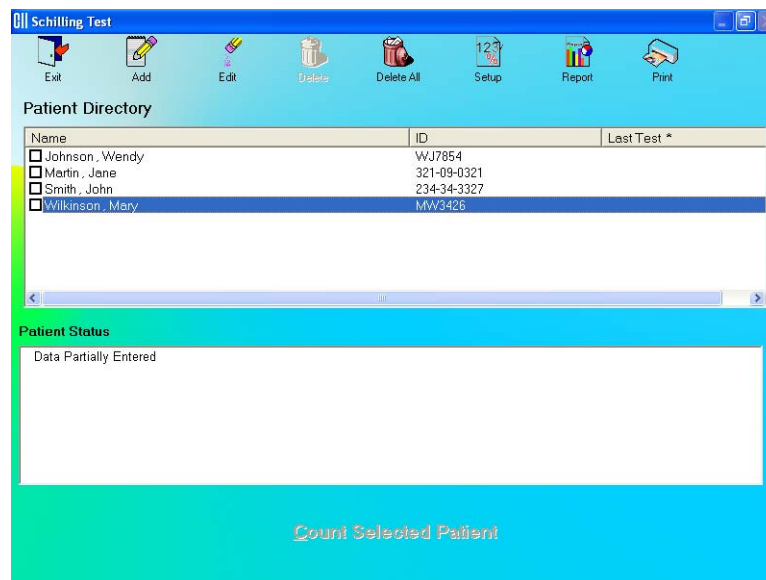 Schilling Test
Exit Add Edit Delete Delete All Setup Report Print
Patient Directory
Name ID Last Test *
Johnson , Wendy WJ7854
Martin , Jane 321-09-0321
Smith , John 234-34-3327
Wilkinson , Mary MW3426
Patient Status
Data Partially Entered
Count Selected Patient